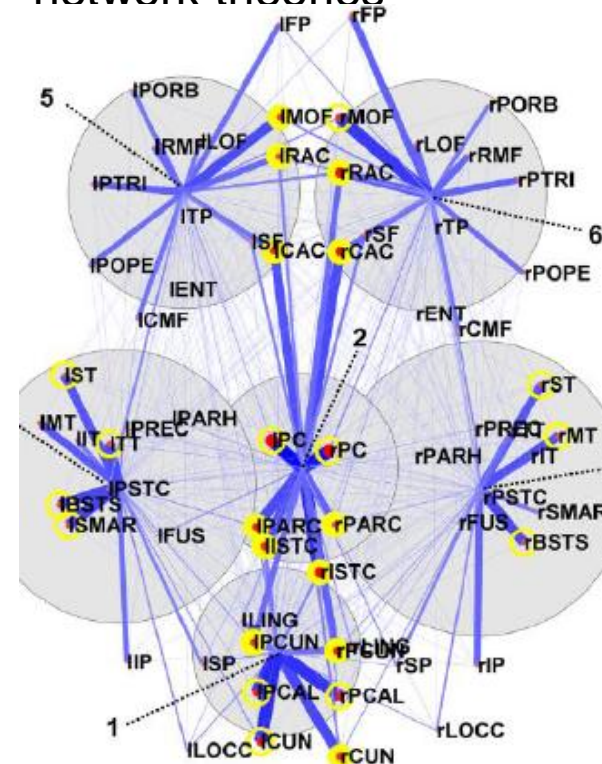 lFP
rFP
5
lPORB
rPORB
lMOF
rMOF
lRMF
lLOF
rLOF
lRAC
rRMF
lPTRI
rRAC
rPTRI
lTP
rTP
6
lSF
rSF
lCAC
rCAC
lPOPE
rPOPE
lENT
rENT
lCMF
rCMF
2
lST
rST
lMT
lPARH
lPREC
rPREC
rMT
lIT
lTT
lPC
rPC
rPARH
rIT
lPSTC
rPSTC
lBSTS
rSMAR
lSMAR
lPARC
rPARC
rFUS
lFUS
lISTC
rBSTS
rISTC
lLING
lPCUN
rPCUN
rLING
lIP
lSP
rSP
rIP
lPCAL
rPCAL
1
lLOCC
lCUN
rLOCC
rCUN